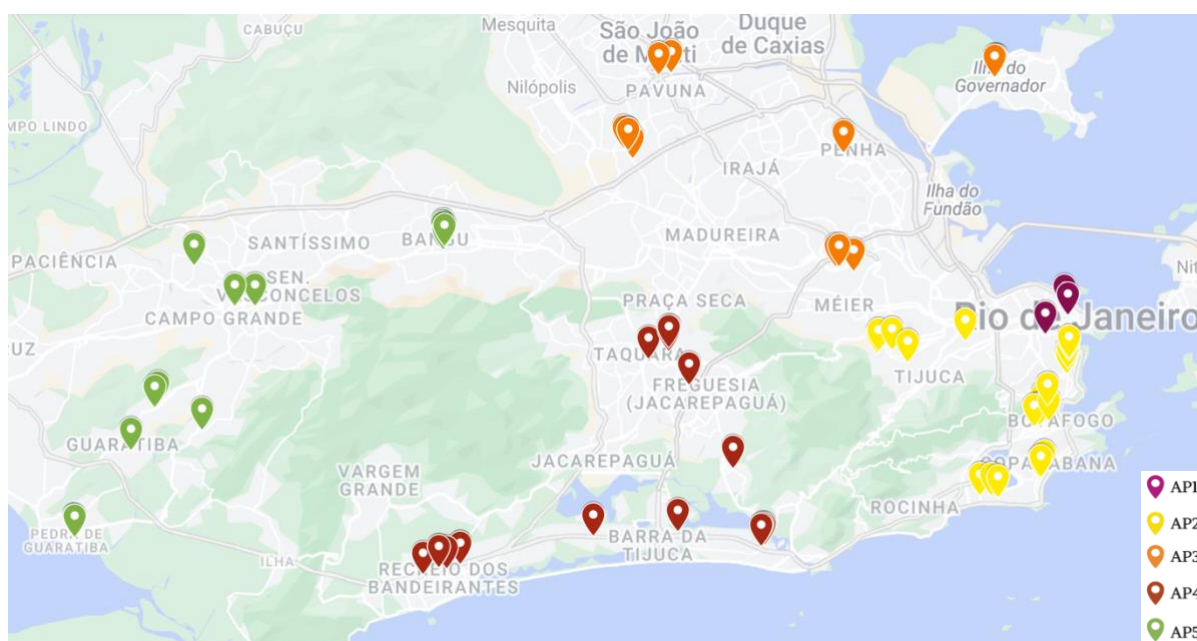 CABUÇU
Mesquita
São João
de M iti
Duque
de Caxias
Nilópolis
PAVUNA
Ilha do
Governador
MPO LINDO
IRAJÁ
PENHA
Ilha do
Fundão
MADUREIRA
SANTÍSSIMO
BANGU
PACIÊNCIA
Nit
SEN.
VASCONCELOS
CAMPO GRANDE
PRAÇA SECA
MÉIER
Rio de Janeiro
RUZ
TAQUARA
FREGUESIA
(JACAREPAGUÁ)
TIJUCA
BOTAFOGO
GUARATIBA
JACAREPAGUÁ
COPACABANA
VARGEM
GRANDE
ROCINHA
PEDRA DE
GUARATIBA
BARRA DA
TIJUCA
ILHA
RECREIO DOS
BANDEIRANTES
AP1
AP2
AP3
AP4
AP5